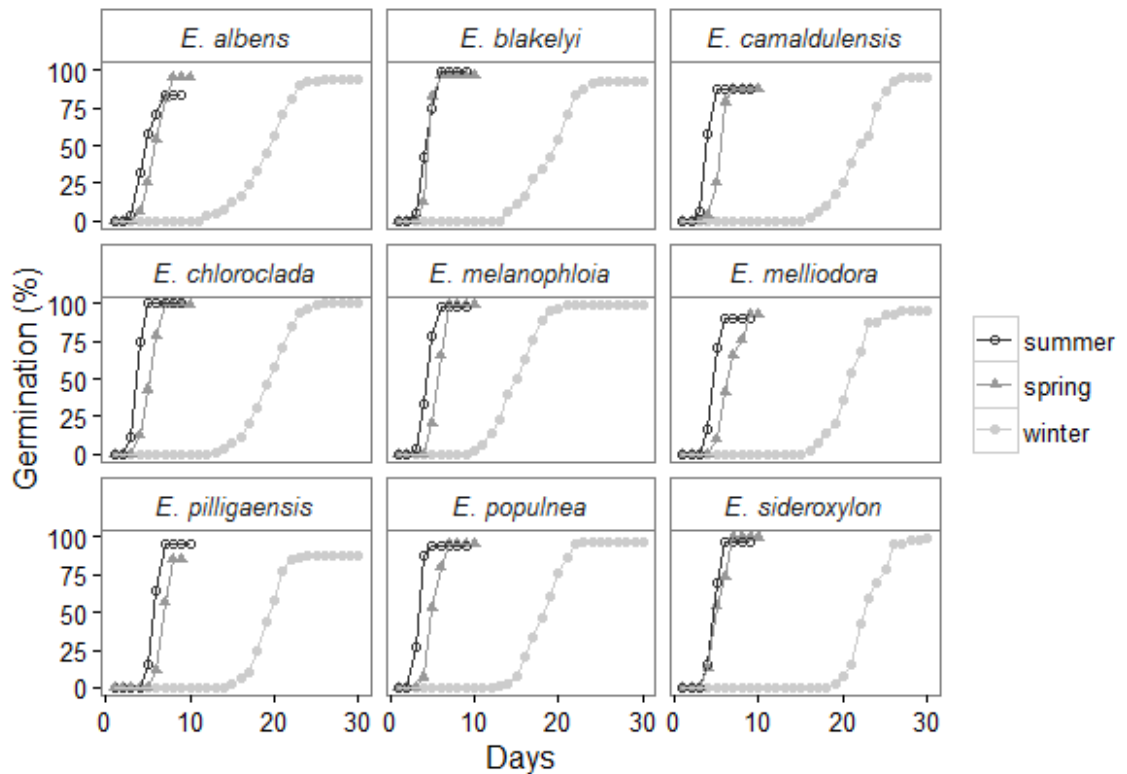 E. albens
E. blakelyi
E. camaldulensis
100
75
50
25
0
E. chloroclada
E. melanophloia
E. melliodora
100
75
50
25
0
E. pilligaensis
E. populnea
E. sideroxylon
100
75
50
25
0
0 10 20 30
0 10 20 30
0 10 20 30
Days
Germination (%)
summer
spring
winter